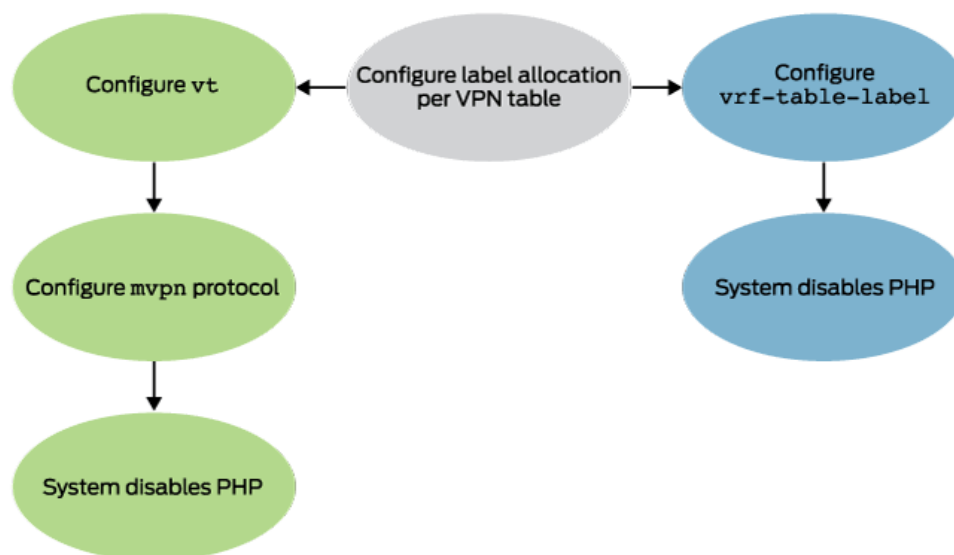 Configure vt
Configure label allocation
per VPN table
Configure
vrf-table-label
Configure mvpn protocol
System disables PHP
System disables PHP